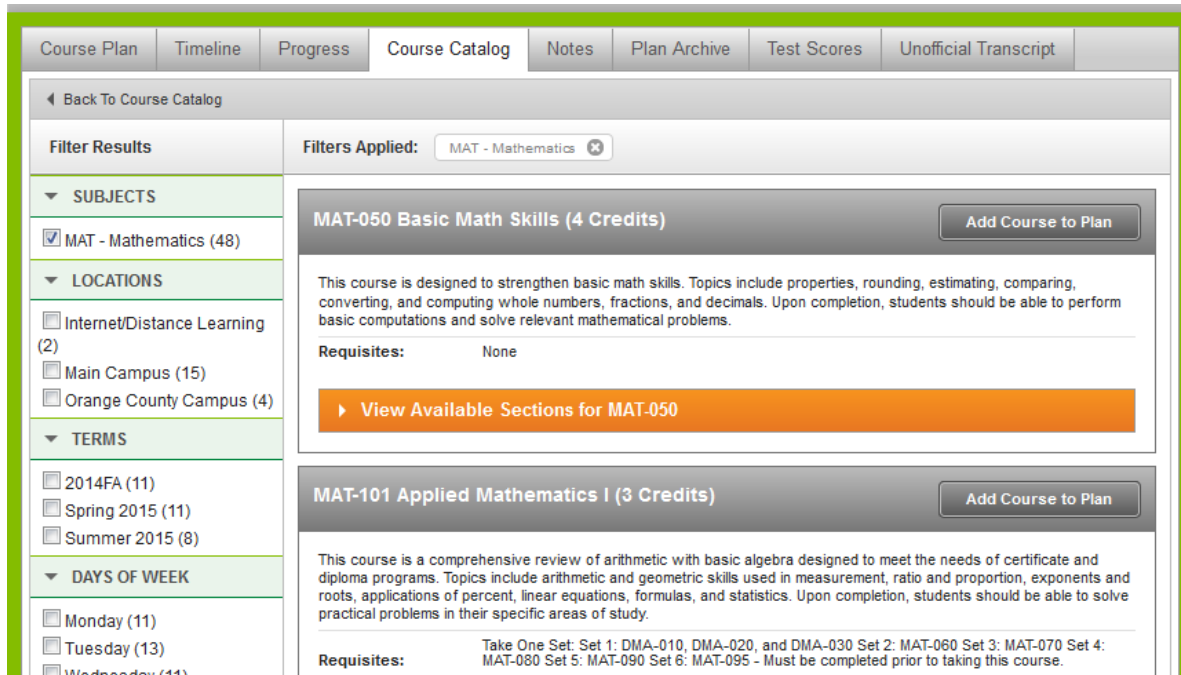 Course Plan Timeline Progress Course Catalog Notes Plan Archive Test Scores Unofficial Transcript
Back To Course Catalog
Filter Results
SUBJECTS
MAT - Mathematics (48)
LOCATIONS
Internet/Distance Learning
(2)
Main Campus (15)
Orange County Campus (4)
TERMS
2014FA (11)
Spring 2015 (11)
Summer 2015 (8)
DAYS OF WEEK
Monday (11)
Tuesday (13)
Wednesday (11)
Filters Applied: MAT - Mathematics
MAT-050 Basic Math Skills (4 Credits)
Add Course to Plan
This course is designed to strengthen basic math skills. Topics include properties, rounding, estimating, comparing,
converting, and computing whole numbers, fractions, and decimals. Upon completion, students should be able to perform
basic computations and solve relevant mathematical problems.
Requisites: None
View Available Sections for MAT-050
MAT-101 Applied Mathematics I (3 Credits)
Add Course to Plan
This course is a comprehensive review of arithmetic with basic algebra designed to meet the needs of certificate and
diploma programs. Topics include arithmetic and geometric skills used in measurement, ratio and proportion, exponents and
roots, applications of percent, linear equations, formulas, and statistics. Upon completion, students should be able to solve
practical problems in their specific areas of study.
Requisites:
Take One Set: Set 1: DMA-010, DMA-020, and DMA-030 Set 2: MAT-060 Set 3: MAT-070 Set 4:
MAT-080 Set 5: MAT-090 Set 6: MAT-095 - Must be completed prior to taking this course.